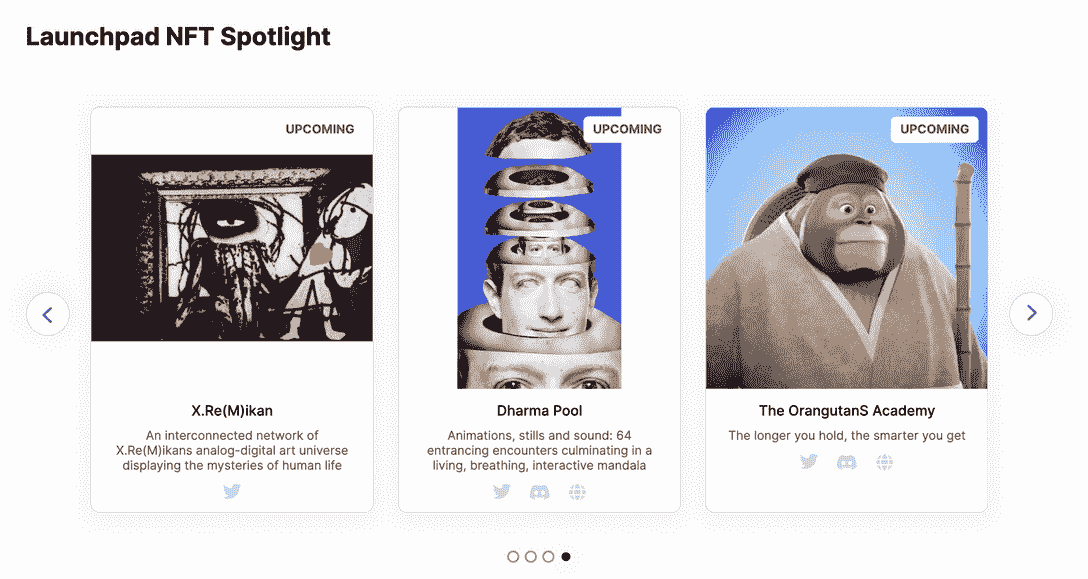 Launchpad NFT Spotlight
UPCOMING
UPCOMING
UPCOMING
X.Re(M)ikan
An interconnected network of
X.Re(M)ikans analog-digital art universe
displaying the mysteries of human life
Dharma Pool
Animations, stills and sound: 64
entrancing encounters culminating in a
living, breathing, interactive mandala
The OrangutanS Academy
The longer you hold, the smarter you get